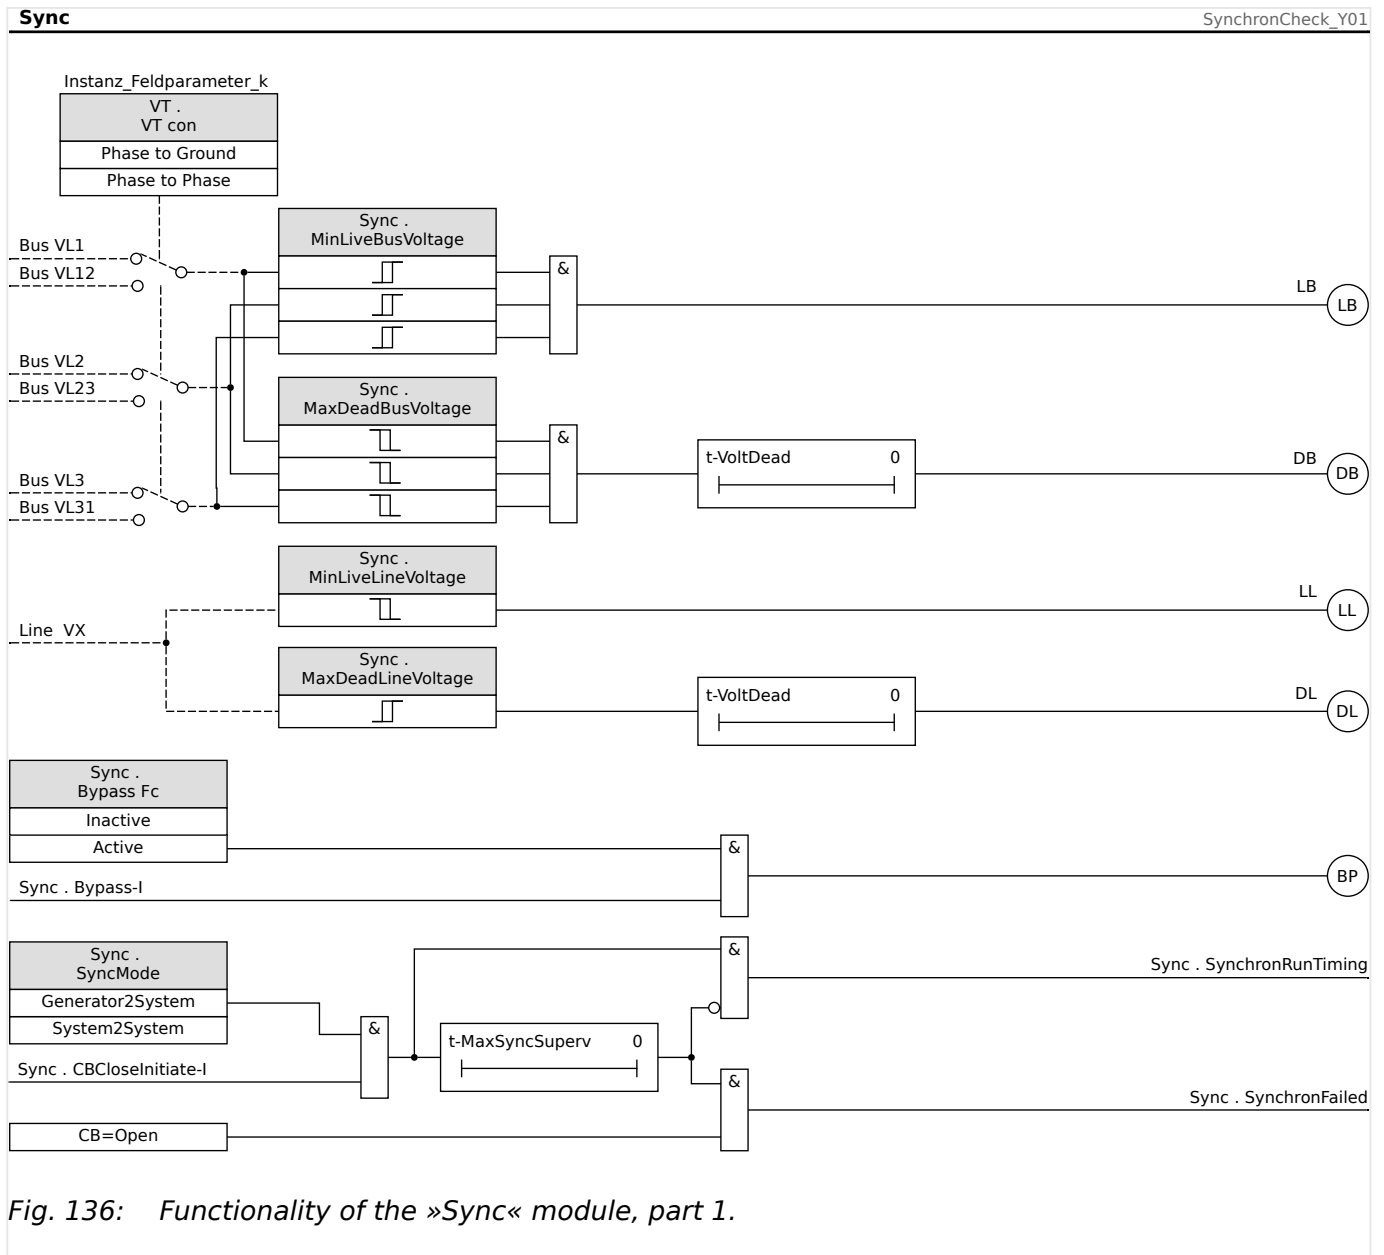 Sync
SynchronCheck_Y01
Instanz_Feldparameter_k
VT .
VT con
Phase to Ground
Phase to Phase
Sync .
MinLiveBusVoltage
Bus VL1
Bus VL12
&
LB
LB
Bus VL2
Bus VL23
Sync .
MaxDeadBusVoltage
&
t-VoltDead 0
DB
DB
Bus VL3
Bus VL31
Sync .
MinLiveLineVoltage
LL
LL
Line VX
Sync .
MaxDeadLineVoltage
t-VoltDead 0
DL
DL
Sync .
Bypass Fc
Inactive
Active
&
BP
Sync . Bypass-I
Sync .
SyncMode
Generator2System
System2System
&
Sync . SynchronRunTiming
&
t-MaxSyncSuperv 0
Sync . CBCloseInitiate-I
&
Sync . SynchronFailed
CB=Open
Fig. 136: Functionality of the »Sync« module, part 1.